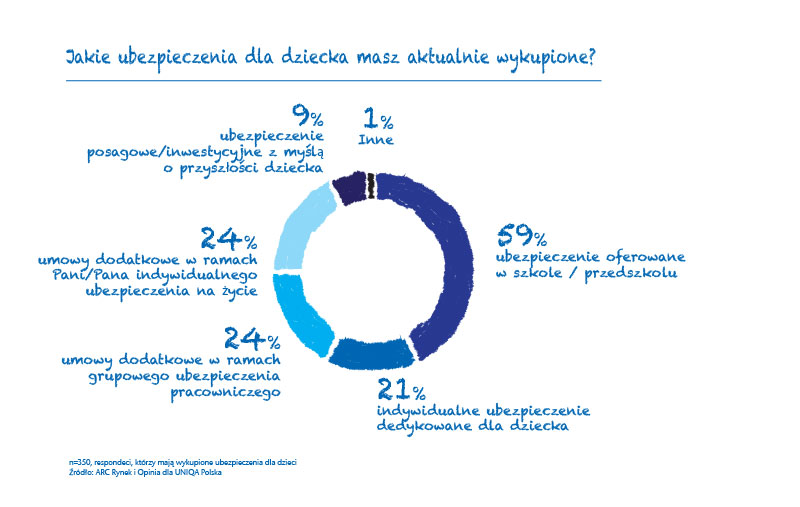 Jakie ubezpieczenia dla dziecka masz aktualnie wykupione?
9%
ubezpieczenie
posagowe/inwestycyjne z myślą
o przyszłości dziecka
1%
Inne
59%
ubezpieczenie oferowane
w szkole / przedszkolu
24%
umowy dodatkowe w ramach
Pani/Pana indywidualnego
ubezpieczenia na życie
24%
umowy dodatkowe w ramach
grupowego ubezpieczenia
pracowniczego
21%
indywidualne ubezpieczenie
dedykowane dla dziecka
n=350, respondeci, którzy mają wykupione ubezpieczenia dla dzieci
Źródło: ARC Rynek i Opinia dla UNIQA Polska